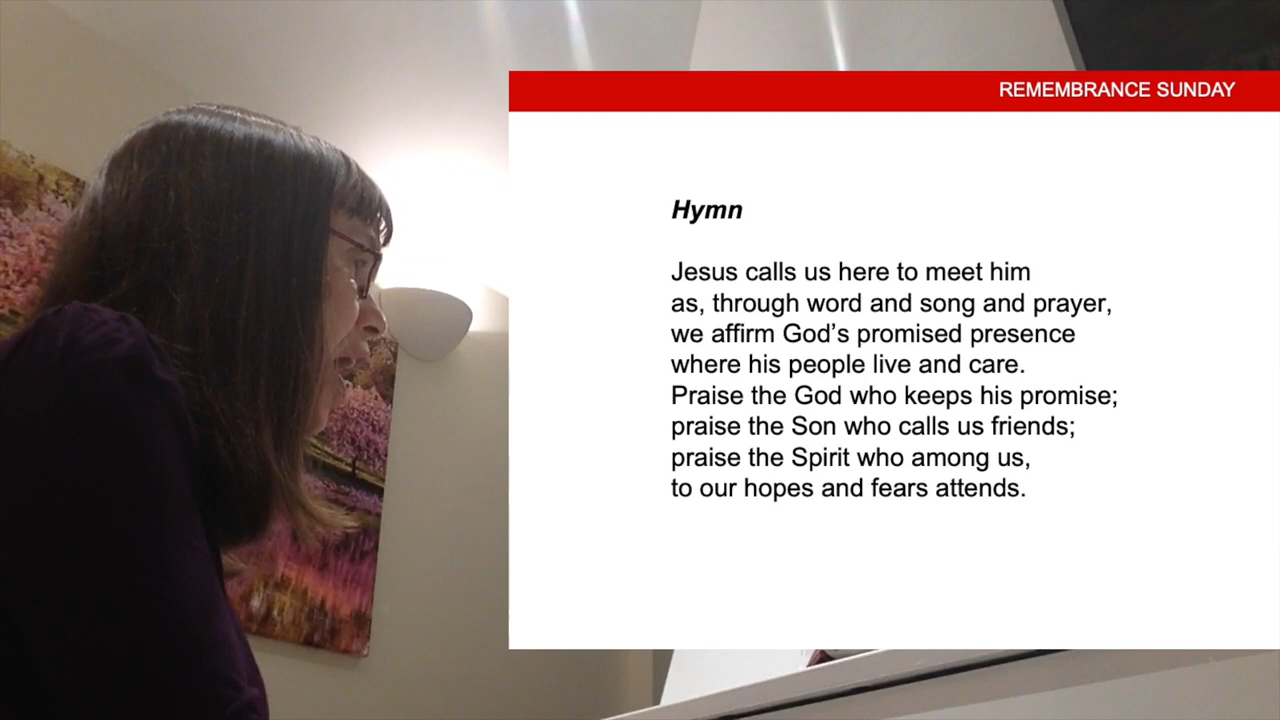 REMEMBRANCE SUNDAY
Hymn
Jesus calls us here to meet him
as, through word and song and prayer,
we affirm God’s promised presence
where his people live and care.
Praise the God who keeps his promise;
praise the Son who calls us friends;
praise the Spirit who among us,
to our hopes and fears attends.